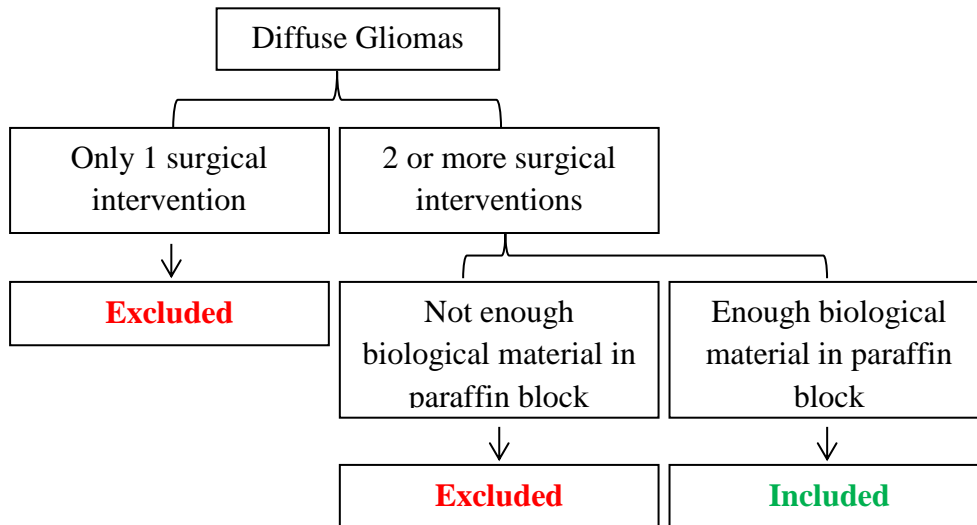 Diffuse Gliomas
Only 1 surgical
intervention
2 or more surgical
interventions
Excluded
Not enough
biological material in
paraffin block
Enough biological
material in paraffin
block
Excluded
Included